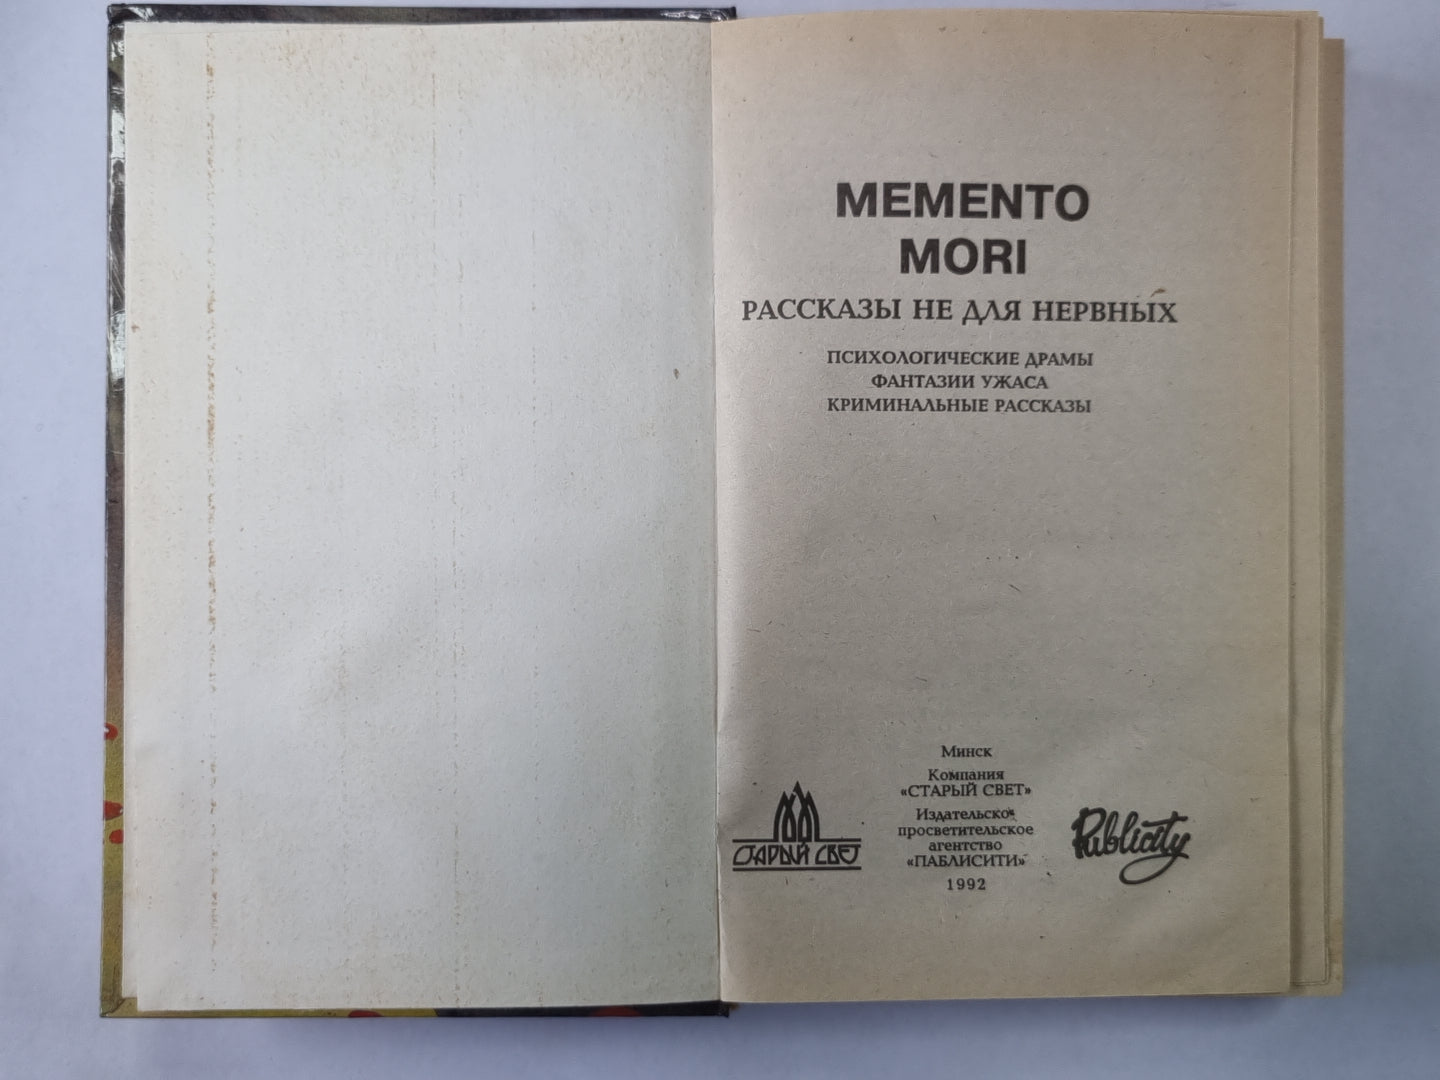 MEMENTO
MORI
РАССКАЗЫ НЕ ДЛЯ НЕРВНЫХ
ПСИХОЛОГИЧЕСКИЕ ДРАМЫ
ФАНТАЗИИ УЖАСА
КРИМИНАЛЬНЫЕ РАССКАЗЫ
Минск
Компания
«СТАРЫЙ СВЕТ»
Издательско
просветительское
агентство
«ПАБЛИСИТИ»
1992
СТАРЫЙ СВЕТ
Publicity